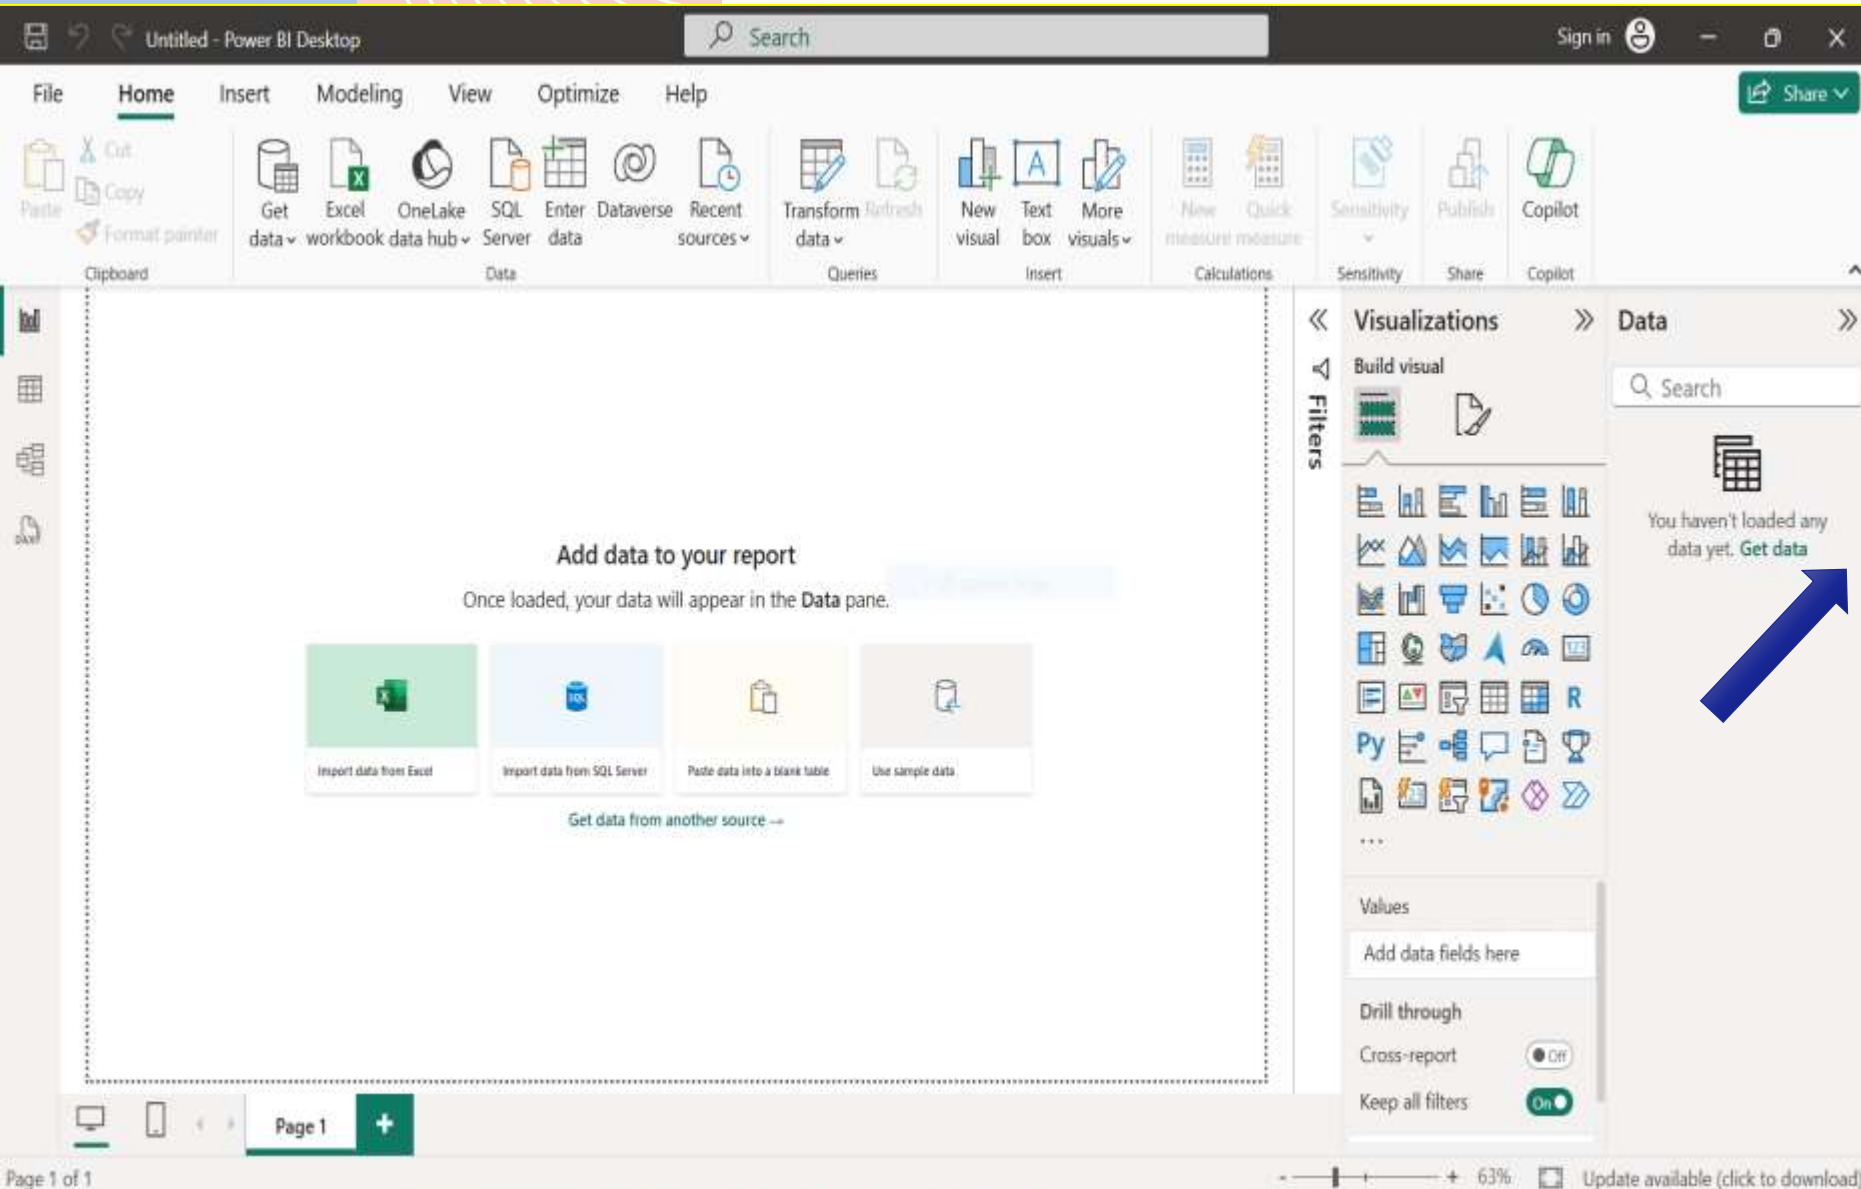 Untitled - Power BI Desktop
Search
Sign in
File Home Insert Modeling View Optimize Help
Share
Paste
Cut
Copy
Format painter
Clipboard
Get data
Excel workbook
OneLake data hub
SQL Server
Enter data
Dataverse
Recent sources
Data
Transform data
Refresh
Queries
New visual
A
Text box
More visuals
Insert
New measure
Quick measure
Calculations
Sensitivity
Sensitivity
Publish
Share
Copilot
Copilot
DAX
Add data to your report
Once loaded, your data will appear in the Data pane.
X
SQL
Import data from Excel
Import data from SQL Server
Paste data into a blank table
Use sample data
Get data from another source →
Filters
Visualizations
Build visual
123
R
Py
...
Values
Add data fields here
Drill through
Cross-report
Off
Keep all filters
On
Data
Search
You haven't loaded any
data yet. Get data
Page 1
+
Page 1 of 1
- + 63%
Update available (click to download)